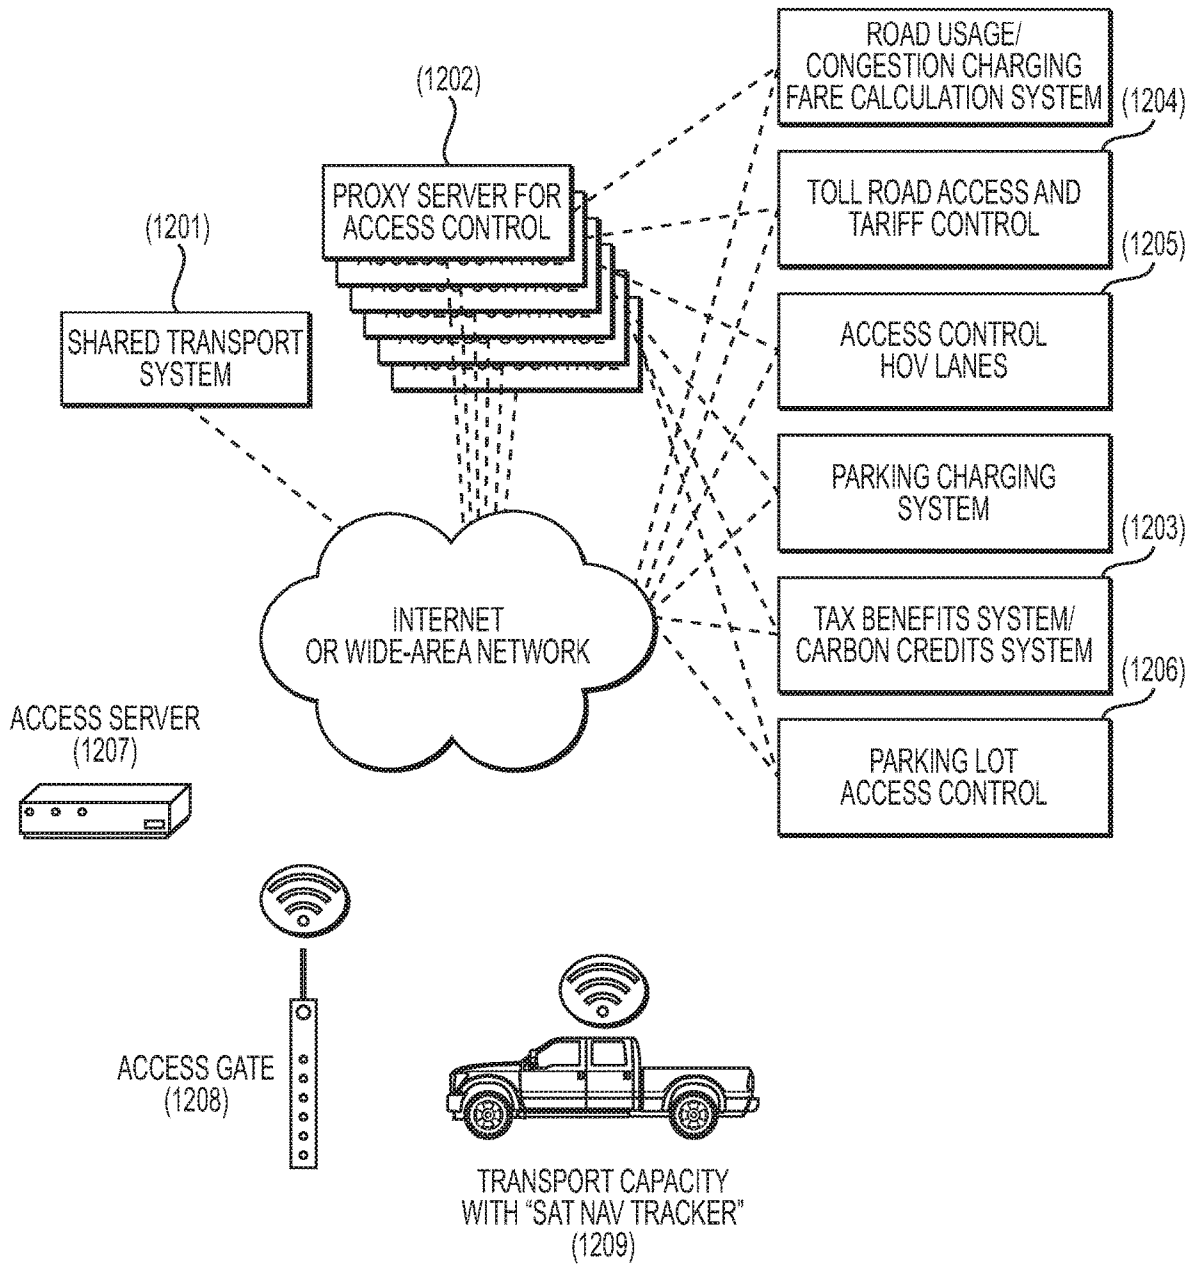 ROAD USAGE/
CONGESTION CHARGING
FARE CALCULATION SYSTEM
(1202)
(1204)
PROXY SERVER FOR
ACCESS CONTROL
TOLL ROAD ACCESS AND
TARIFF CONTROL
(1201)
(1205)
SHARED TRANSPORT
SYSTEM
ACCESS CONTROL
HOV LANES
PARKING CHARGING
SYSTEM
(1203)
INTERNET
OR WIDE-AREA NETWORK
TAX BENEFITS SYSTEM/
CARBON CREDITS SYSTEM
(1206)
ACCESS SERVER
(1207)
PARKING LOT
ACCESS CONTROL
ACCESS GATE
(1208)
TRANSPORT CAPACITY
WITH "SAT NAV TRACKER"
(1209)